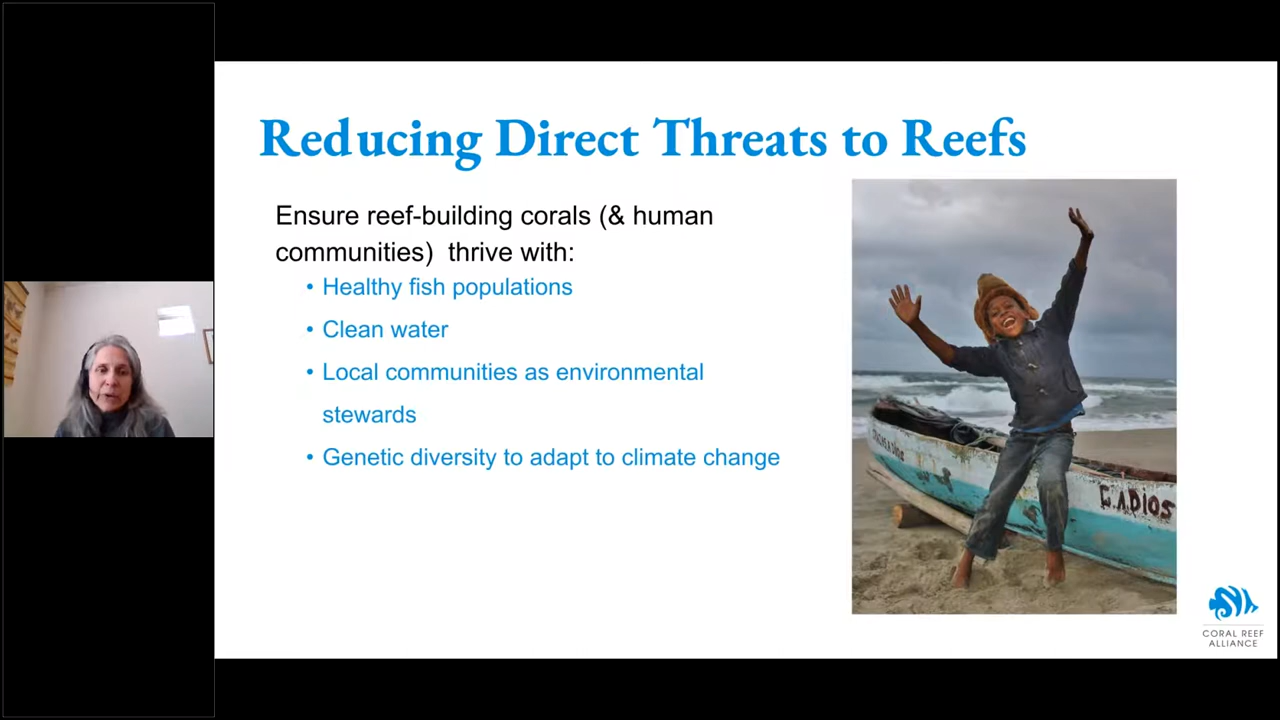 Reducing Direct Threats to Reefs
Ensure reef-building corals (& human
communities) thrive with:
• Healthy fish populations
• Clean water
• Local communities as environmental
stewards
• Genetic diversity to adapt to climate change
G.ADIOS
CORAL REEF
ALLIANCE